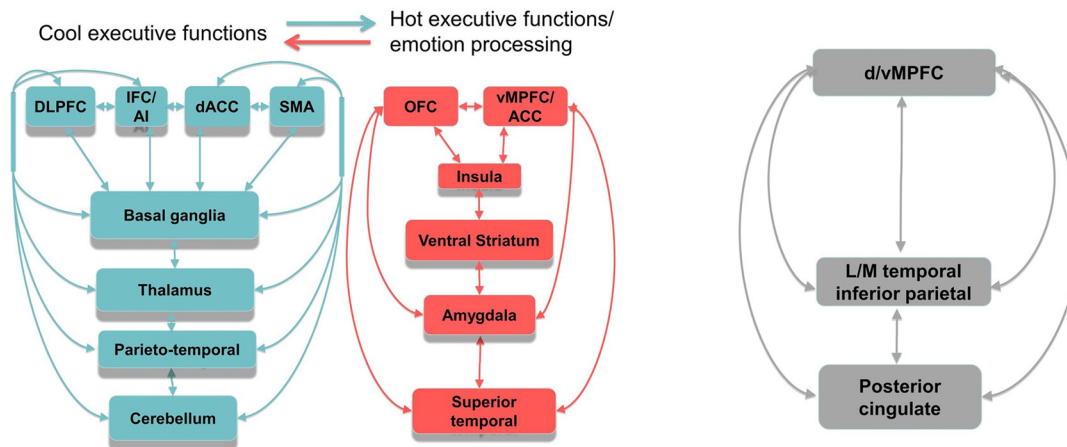 Cool executive functions
Hot executive functions/
emotion processing
DLPFC
IFC/
AI
dACC
SMA
Basal ganglia
Thalamus
Parieto-temporal
Cerebellum
OFC
vMPFC/
ACC
Insula
Ventral Striatum
Amygdala
Superior
temporal
d/vMPFC
L/M temporal
inferior parietal
Posterior
cingulate